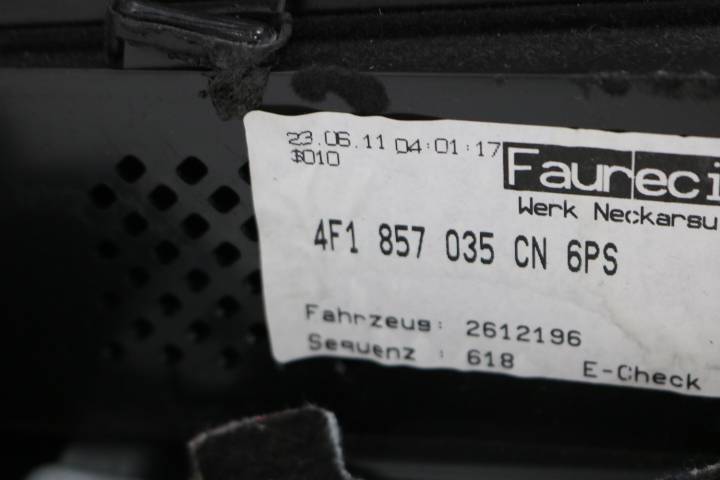 23.06.11 04:01:17
$010
Faureci
Werk Neckarsu
4F1 857 035 CN 6PS
Fahrzeug: 2612196
Sequenz : 618
E-Check